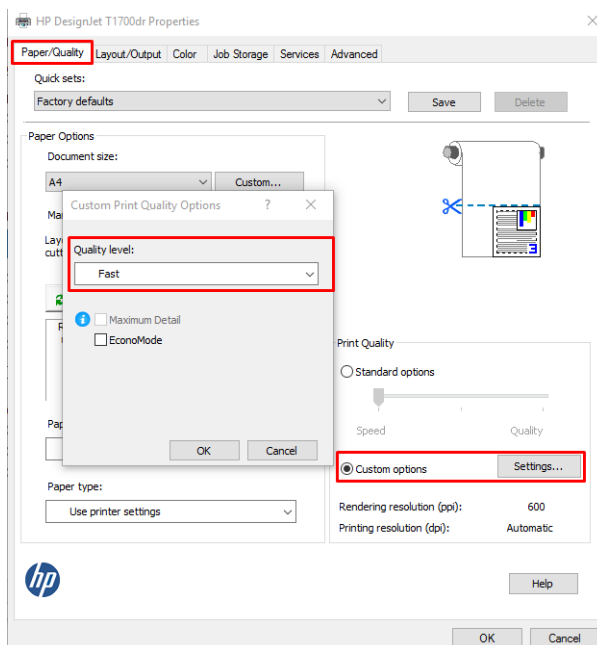 HP DesignJet T1700dr Properties
Paper/Quality Layout/Output Color Job Storage Services Advanced
Quick sets:
Factory defaults
Save
Delete
Paper Options
Document size:
A4
Custom...
Custom Print Quality Options ?
Quality level:
Fast
Maximum Detail
EconoMode
OK
Cancel
Print Quality
Standard options
Speed
Quality
Custom options
Settings...
Paper type:
Use printer settings
Rendering resolution (ppi): 600
Printing resolution (dpi): Automatic
hp
Help
OK
Cancel
3